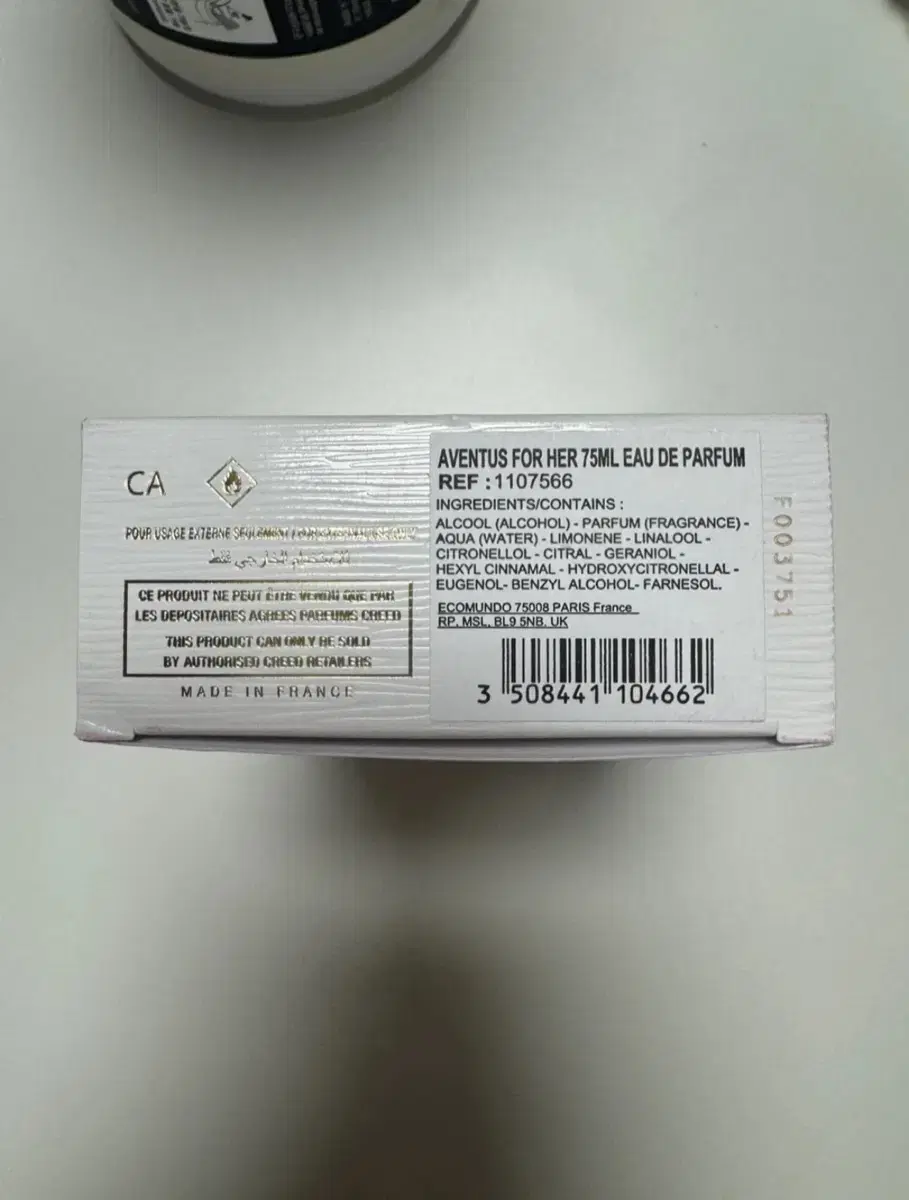 CA
POUR USAGE EXTERNE SEULEMENT /
للاستعمال الخارجي فقط
CE PRODUIT NE PEUT ÊTRE VENDU QUE PAR
LES DEPOSITAIRES AGREES PARFUMS CREED
THIS PRODUCT CAN ONLY BE SOLD
BY AUTHORISED CREED RETAILERS
MADE IN FRANCE
AVENTUS FOR HER 75ML EAU DE PARFUM
REF :1107566
INGREDIENTS/CONTAINS :
ALCOOL (ALCOHOL) - PARFUM (FRAGRANCE) -
AQUA (WATER) - LIMONENE - LINALOOL -
CITRONELLOL - CITRAL - GERANIOL -
HEXYL CINNAMAL - HYDROXYCITRONELLAL -
EUGENOL- BENZYL ALCOHOL- FARNESOL.
ECOMUNDO 75008 PARIS France
RP. MSL. BL9 5NB. UK
3 508441 104662
F003751